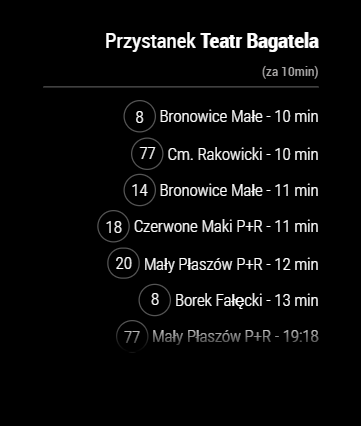 Przystanek Teatr Bagatela
(za 10min)
8 Bronowice Małe - 10 min
77 Cm. Rakowicki - 10 min
14 Bronowice Małe - 11 min
18 Czerwone Maki P+R - 11 min
20 Mały Płaszów P+R - 12 min
8 Borek Fałęcki - 13 min
77 Mały Płaszów P+R - 19:18